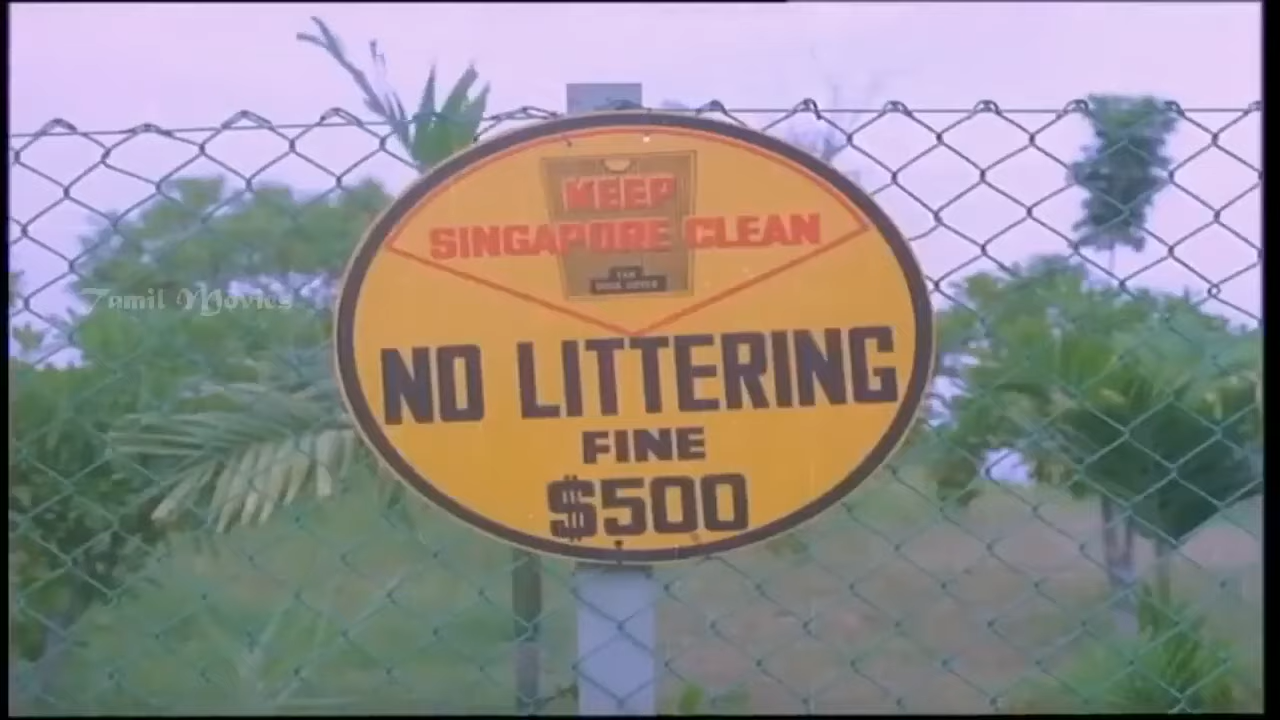 KEEP
SINGAPORE CLEAN
NO LITTERING
FINE
$500
Tamil Movies